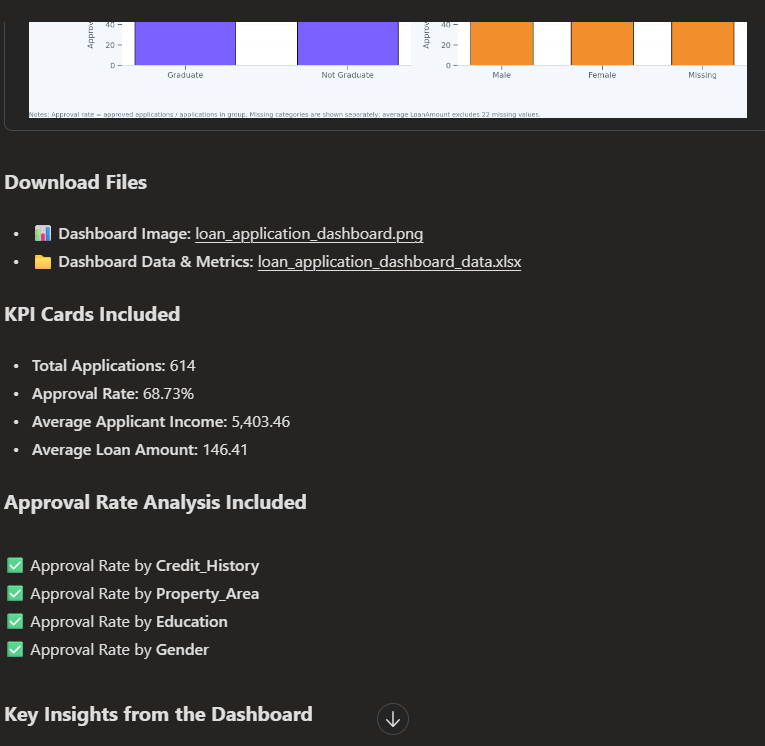 40
20
0
Graduate
Not Graduate
40
20
0
Male
Female
Missing
Notes: Approval rate = approved applications / applications in group. Missing categories are shown separately; average LoanAmount excludes 22 missing values.
Download Files
• Dashboard Image: loan_application_dashboard.png
• Dashboard Data & Metrics: loan_application_dashboard_data.xlsx
KPI Cards Included
• Total Applications: 614
• Approval Rate: 68.73%
• Average Applicant Income: 5,403.46
• Average Loan Amount: 146.41
Approval Rate Analysis Included
✅ Approval Rate by Credit_History
✅ Approval Rate by Property_Area
✅ Approval Rate by Education
✅ Approval Rate by Gender
Key Insights from the Dashboard